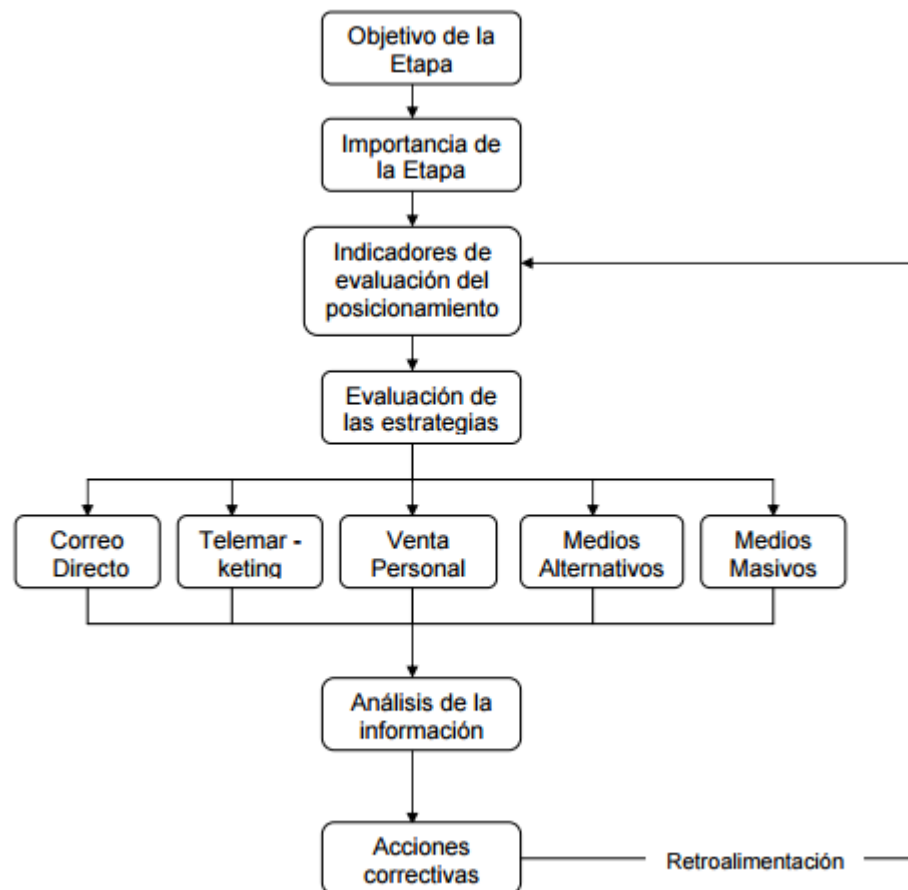 Objetivo de la
Etapa
Importancia de
la Etapa
Indicadores de
evaluación del
posicionamiento
Evaluación de
las estrategias
Correo
Directo
Telemar -
keting
Venta
Personal
Medios
Alternativos
Medios
Masivos
Análisis de la
información
Acciones
correctivas
Retroalimentación